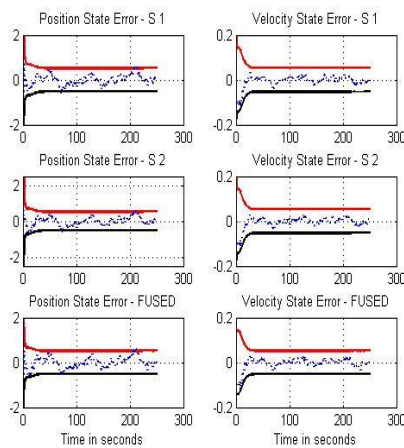 Position State Error - S 1
Velocity State Error - S 1
2
0
-2
0 100 200 300
0.2
0
-0.2
0 100 200 300
Position State Error - S 2
Velocity State Error - S 2
2
0
-2
0 100 200 300
0.2
0
-0.2
0 100 200 300
Position State Error - FUSED
Velocity State Error - FUSED
2
0
-2
0 100 200 300
Time in seconds
0.2
0
-0.2
0 100 200 300
Time in seconds